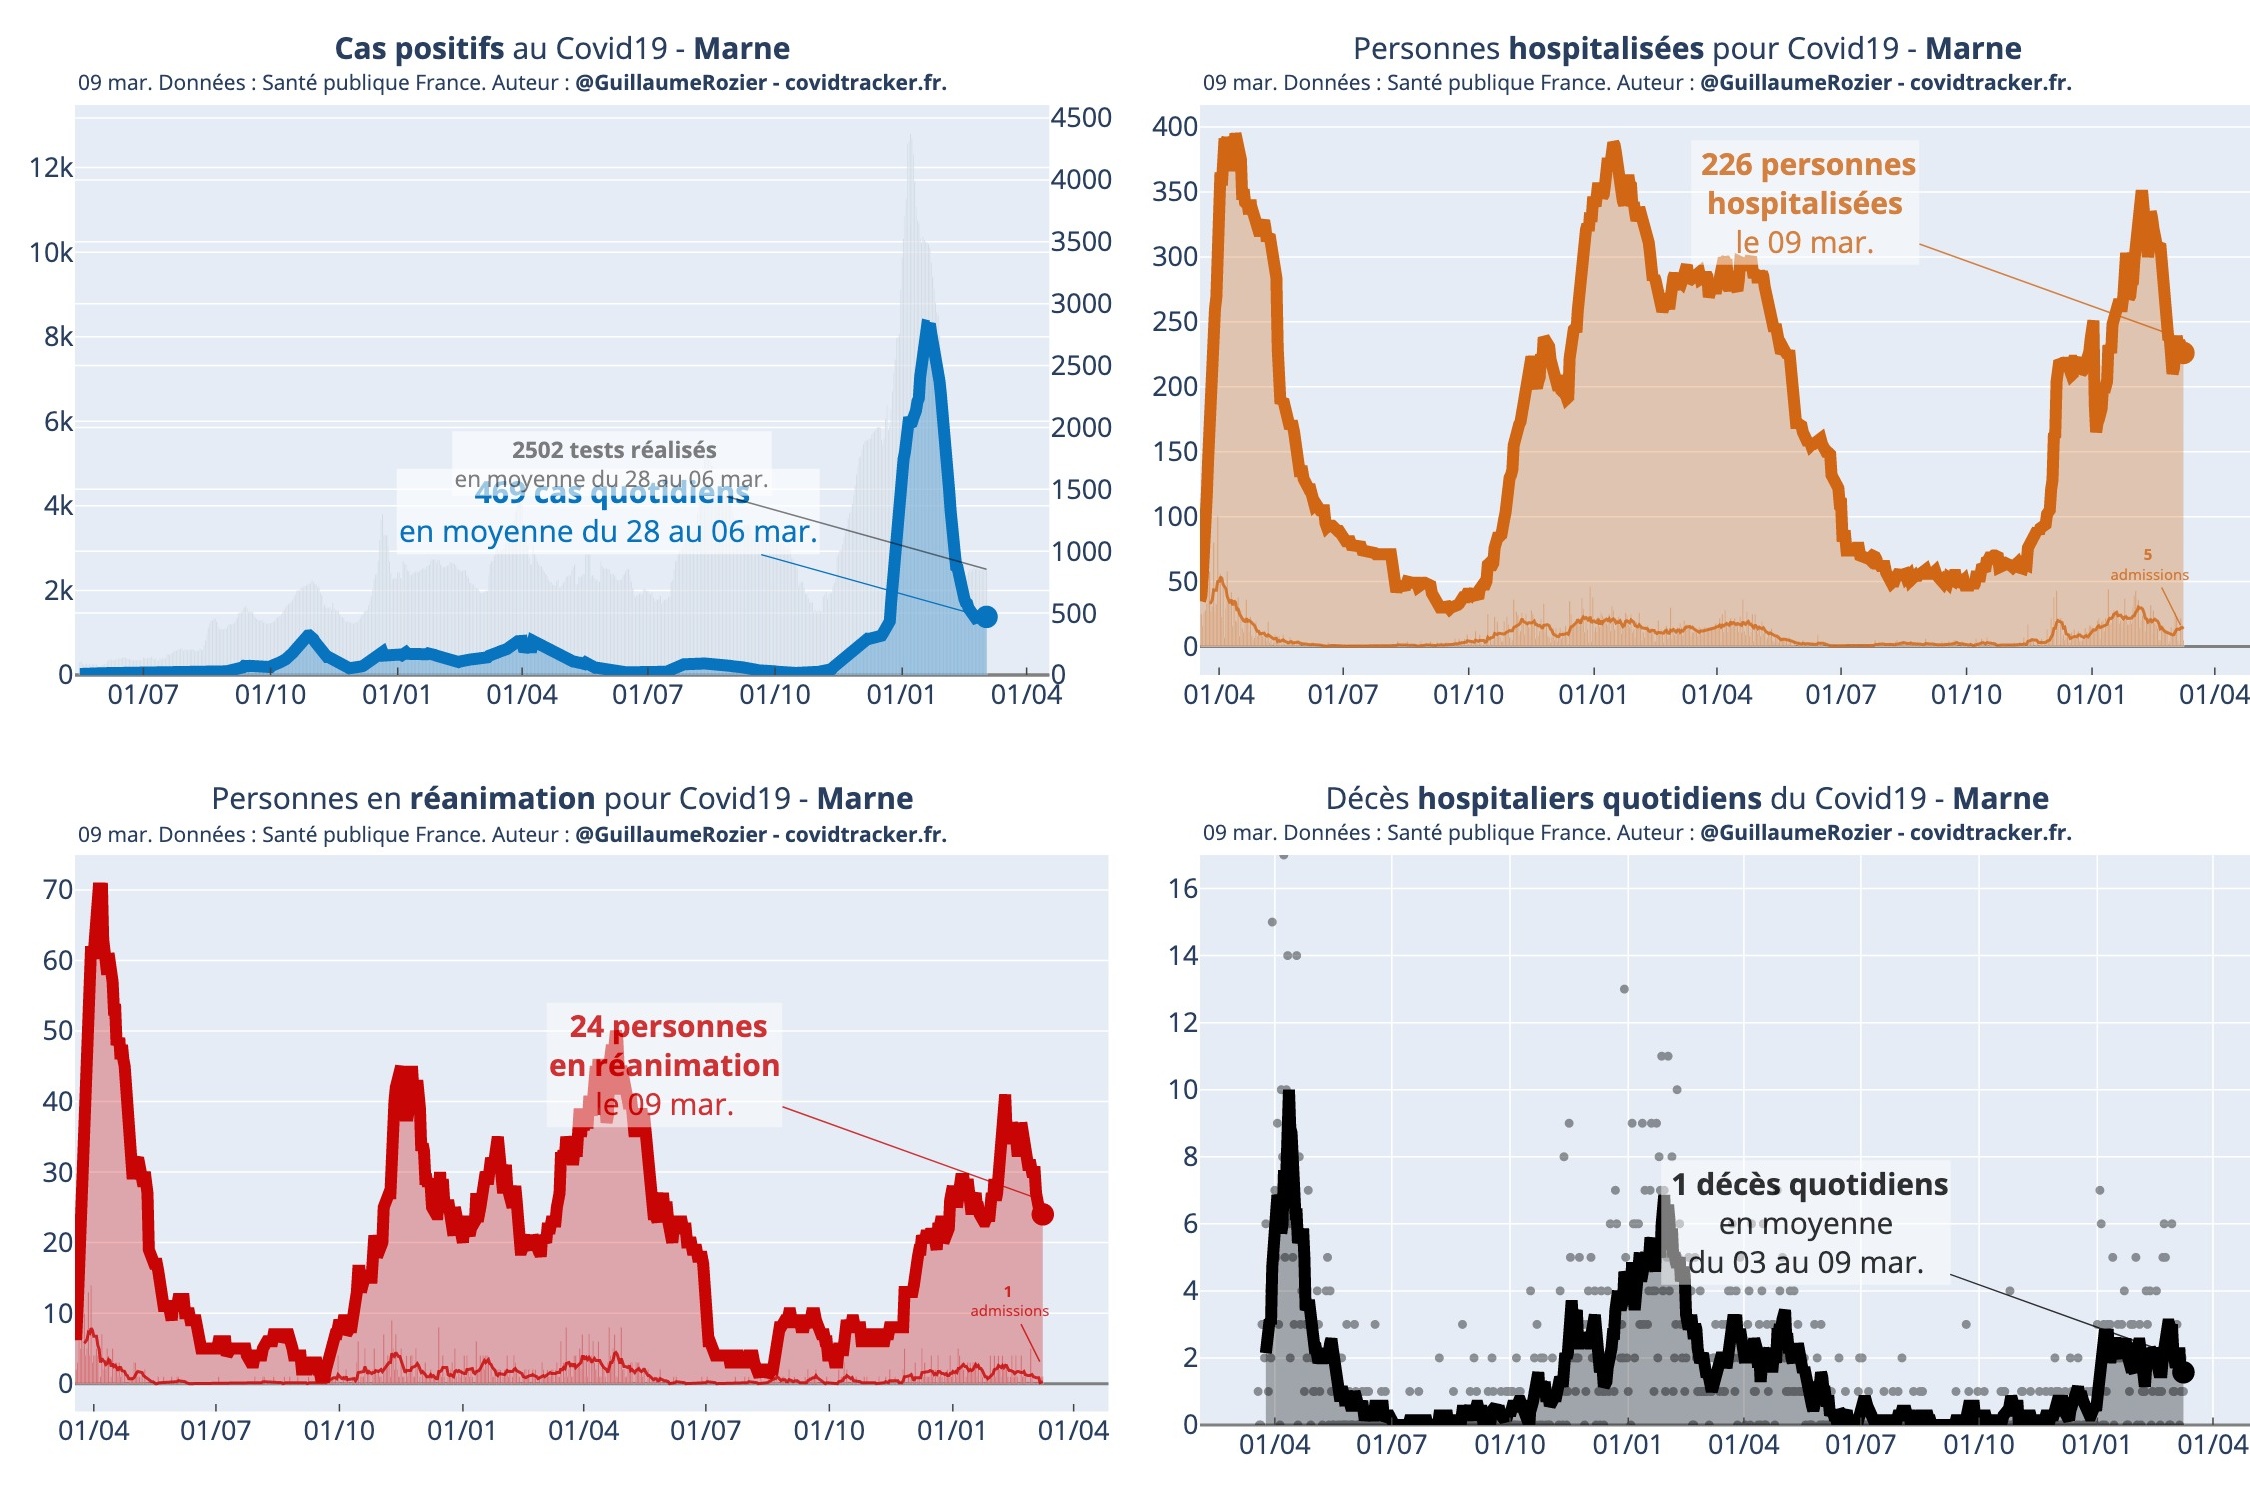 Cas positifs au Covid19 - Marne
09 mar. Données : Santé publique France. Auteur : @GuillaumeRozier - covidtracker.fr.
12k
10k
8k
6k
4k
2k
0
4500
4000
3500
3000
2500
2000
1500
1000
500
0
2502 tests réalisés
en moyenne du 28 au 06 mar.
469 cas quotidiens
en moyenne du 28 au 06 mar.
01/07 01/10 01/01 01/04 01/07 01/10 01/01 01/04
Personnes hospitalisées pour Covid19 - Marne
09 mar. Données : Santé publique France. Auteur : @GuillaumeRozier - covidtracker.fr.
400
350
300
250
200
150
100
50
0
226 personnes
hospitalisées
le 09 mar.
5
admissions
01/04 01/07 01/10 01/01 01/04 01/07 01/10 01/01 01/04
Personnes en réanimation pour Covid19 - Marne
09 mar. Données : Santé publique France. Auteur : @GuillaumeRozier - covidtracker.fr.
70
60
50
40
30
20
10
0
24 personnes
en réanimation
le 09 mar.
1
admissions
01/04 01/07 01/10 01/01 01/04 01/07 01/10 01/01 01/04
Décès hospitaliers quotidiens du Covid19 - Marne
09 mar. Données : Santé publique France. Auteur : @GuillaumeRozier - covidtracker.fr.
16
14
12
10
8
6
4
2
0
1 décès quotidiens
en moyenne
du 03 au 09 mar.
01/04 01/07 01/10 01/01 01/04 01/07 01/10 01/01 01/04